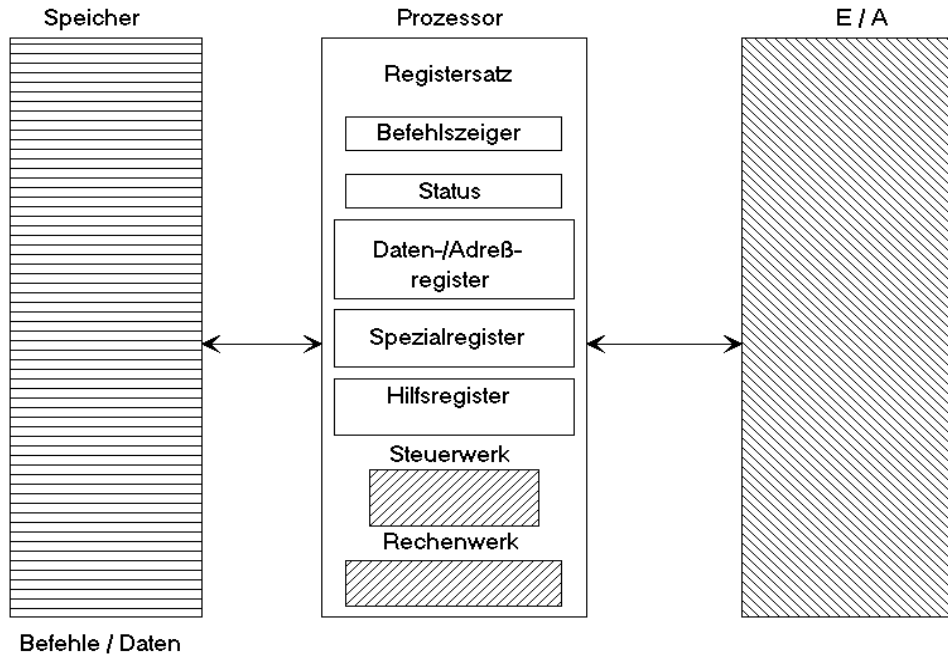 Speicher
Prozessor
E / A
Registersatz
Befehlszeiger
Status
Daten-/Adreß-
register
Spezialregister
Hilfsregister
Steuerwerk
Rechenwerk
Befehle / Daten